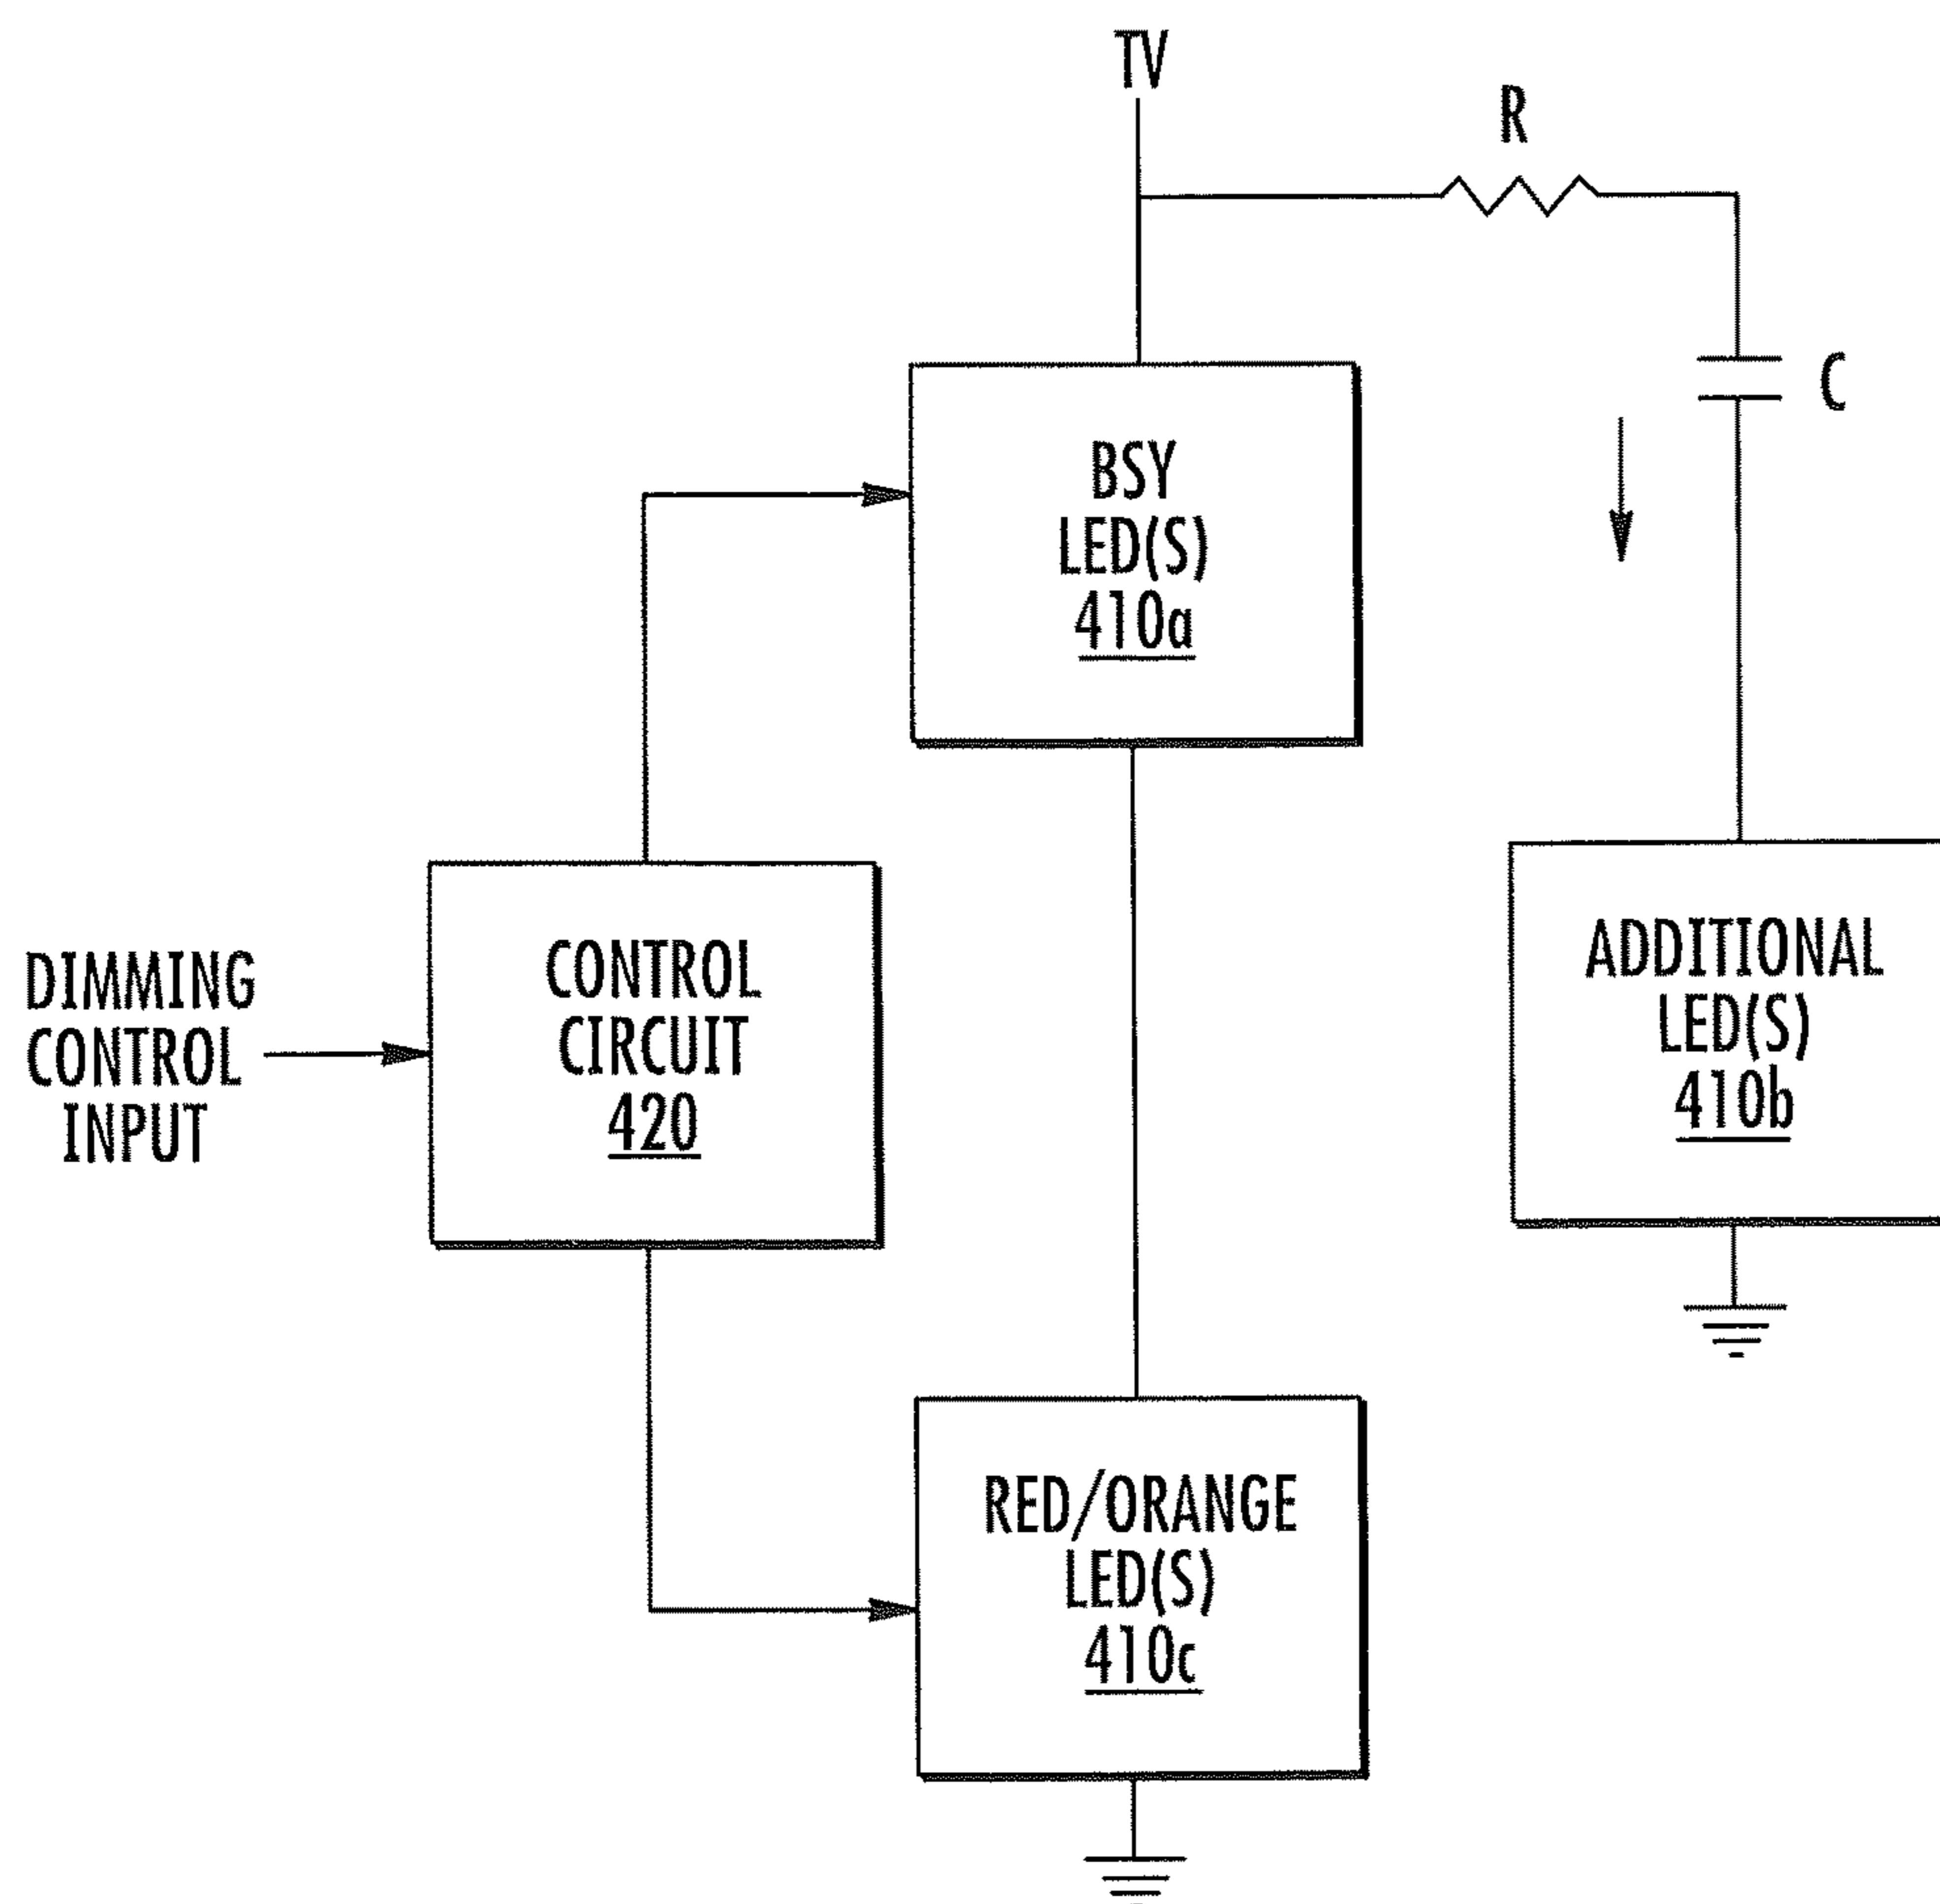 TV
R
C
BSY
LED(S)
410a
DIMMING
CONTROL
INPUT
CONTROL
CIRCUIT
420
ADDITIONAL
LED(S)
410b
RED/ORANGE
LED(S)
410c